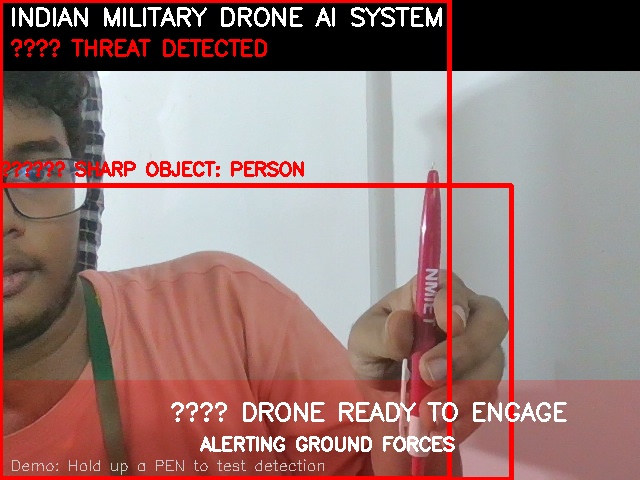 INDIAN MILITARY DRONE AI SYSTEM
???? THREAT DETECTED
?????? SHARP OBJECT: PERSON
NMIET
???? DRONE READY TO ENGAGE
ALERTING GROUND FORCES
Demo: Hold up a PEN to test detection